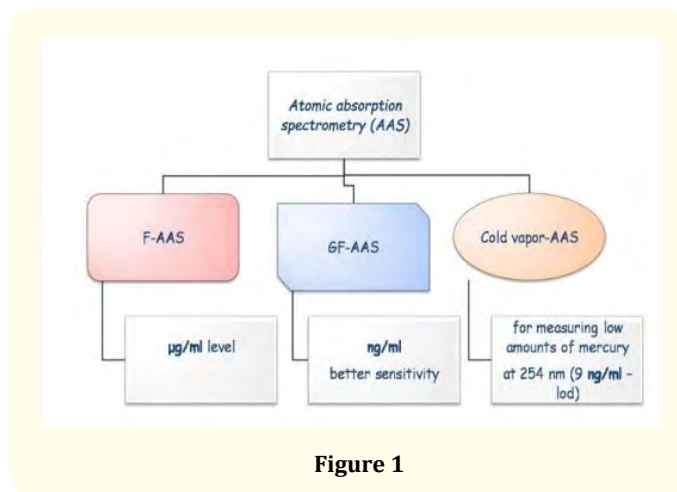 Atomic absorption
spectrometry (AAS)
F-AAS
GF-AAS
Cold vapor-AAS
µg/ml level
ng/ml
better sensitivity
for measuring low
amounts of mercury
at 254 nm (9 ng/ml –
lod)
Figure 1